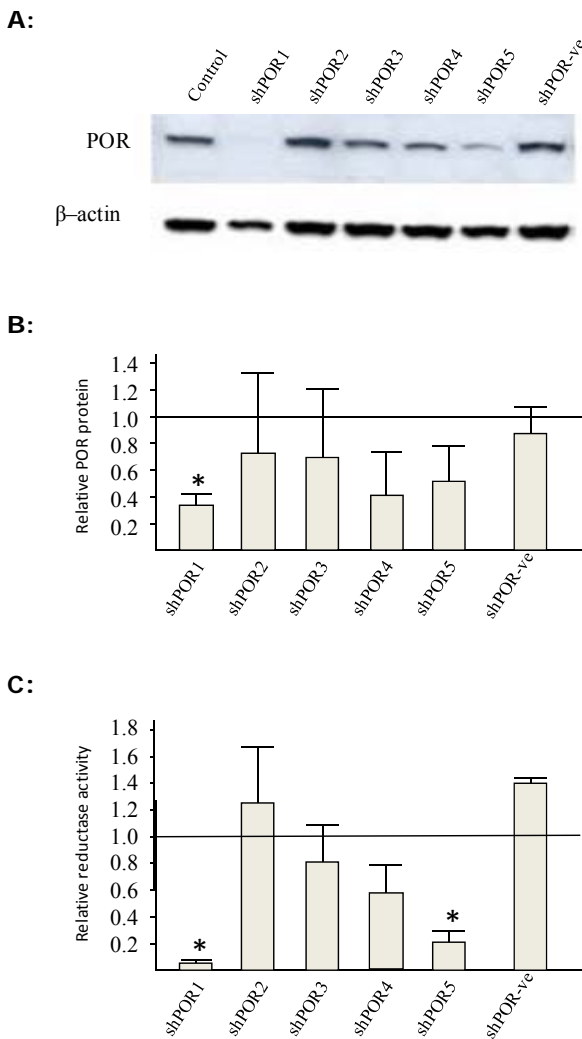 A:
Control shPOR1 shPOR2 shPOR3 shPOR4 shPOR5 shPOR-ve
POR
β–actin
B:
Relative POR protein
1.4
1.2
1.0
0.8
0.6
0.4
0.2
*
shPOR1 shPOR2 shPOR3 shPOR4 shPOR5 shPOR-ve
C:
Relative reductase activity
1.8
1.6
1.4
1.2
1.0
0.8
0.6
0.4
0.2
* *
shPOR1 shPOR2 shPOR3 shPOR4 shPOR5 shPOR-ve